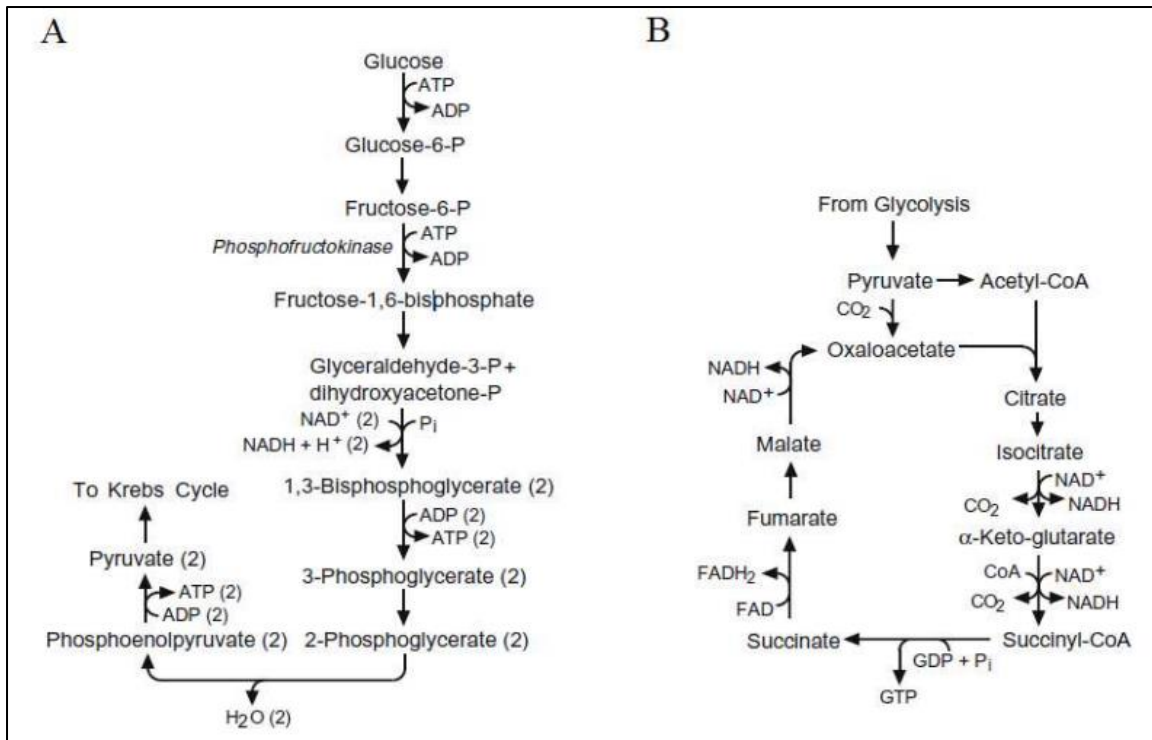 A
Glucose
ATP
ADP
Glucose-6-P
Fructose-6-P
Phosphofructokinase
ATP
ADP
Fructose-1,6-bisphosphate
Glyceraldehyde-3-P +
dihydroxyacetone-P
NAD⁺ (2)
Pᵢ
NADH + H⁺ (2)
1,3-Bisphosphoglycerate (2)
ADP (2)
ATP (2)
3-Phosphoglycerate (2)
2-Phosphoglycerate (2)
H₂O (2)
Phosphoenolpyruvate (2)
ATP (2)
ADP (2)
Pyruvate (2)
To Krebs Cycle
B
From Glycolysis
Pyruvate
Acetyl-CoA
CO₂
Oxaloacetate
Citrate
Isocitrate
NAD⁺
CO₂
NADH
α-Keto-glutarate
CoA
NAD⁺
CO₂
NADH
Succinyl-CoA
GDP + Pᵢ
GTP
Succinate
FADH₂
FAD
Fumarate
Malate
NADH
NAD⁺